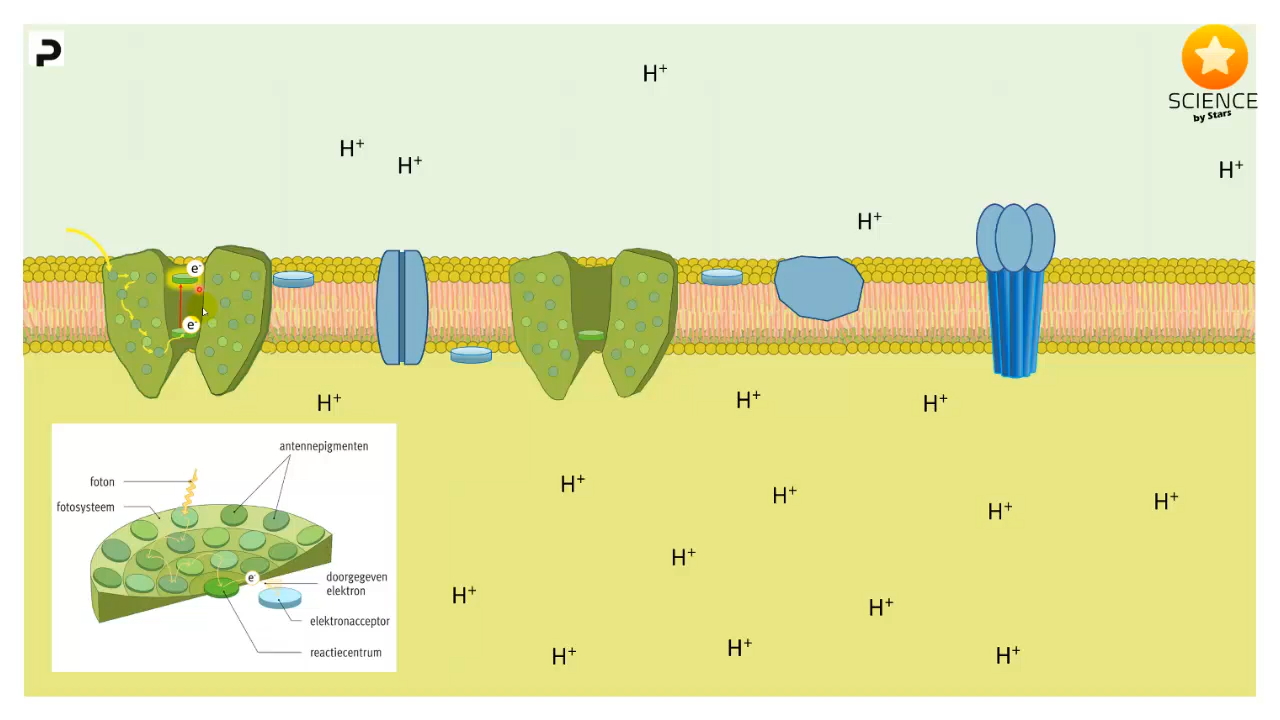 P
SCIENCE
by Stars
H⁺
H⁺
H⁺
H⁺
H⁺
e⁻
e⁻
H⁺
H⁺
H⁺
H⁺
H⁺
H⁺
H⁺
H⁺
H⁺
H⁺
H⁺
H⁺
H⁺
antennepigmenten
foton
fotosysteem
e⁻
doorgegeven
elektron
elektronacceptor
reactiecentrum